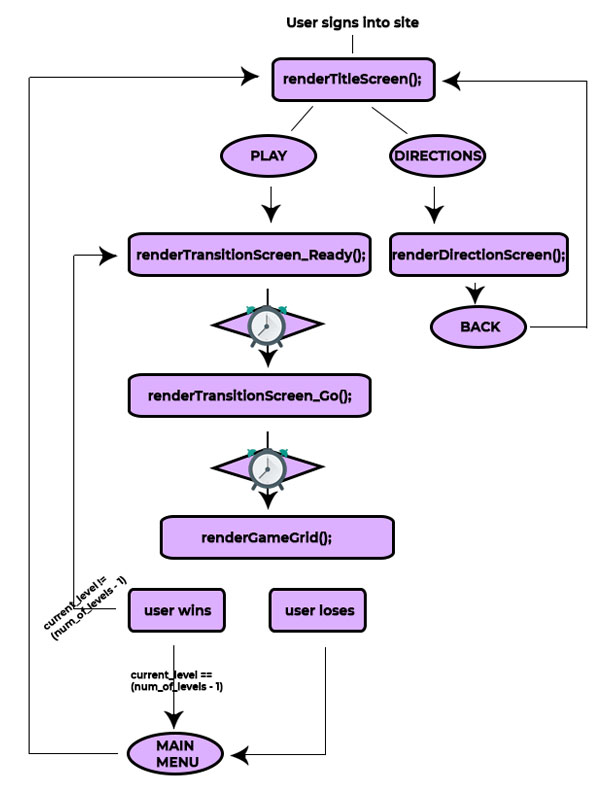 User signs into site
renderTitleScreen();
PLAY
DIRECTIONS
renderTransitionScreen_Ready();
renderDirectionScreen();
BACK
renderTransitionScreen_Go();
renderGameGrid();
current_level !=
(num_of_levels - 1)
user wins
user loses
current_level ==
(num_of_levels - 1)
MAIN
MENU